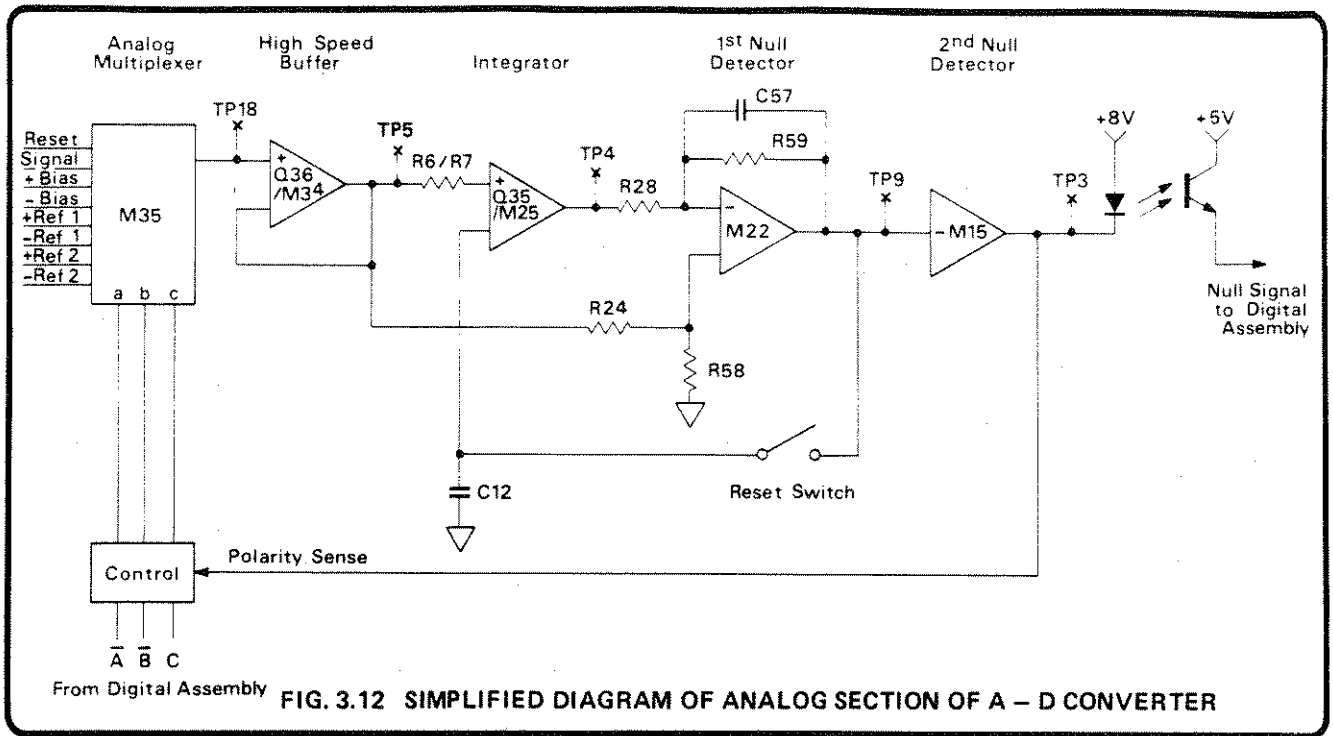 Analog
Multiplexer
High Speed
Buffer
Integrator
1st Null
Detector
2nd Null
Detector
TP18
TP5
TP4
TP9
TP3
C57
R59
+8V
+5V
Reset
Signal
+ Bias
- Bias
+Ref 1
-Ref 1
+Ref 2
-Ref 2
M35
a b c
+
Q36
/M34
R6/R7
+
Q35
/M25
R28
-
M22
-M15
Null Signal
to Digital
Assembly
R24
R58
C12
Reset Switch
Control
Polarity Sense
A̅ B̅ C
From Digital Assembly
FIG. 3.12 SIMPLIFIED DIAGRAM OF ANALOG SECTION OF A – D CONVERTER